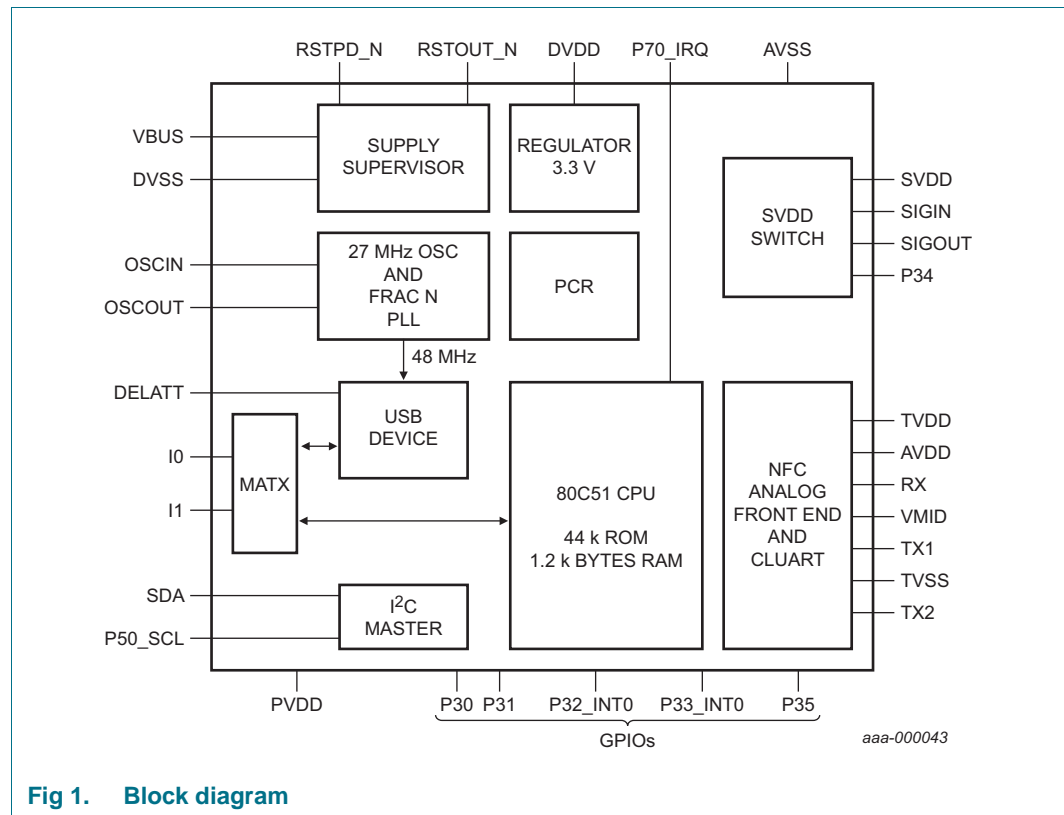 RSTPD_N RSTOUT_N DVDD P70_IRQ AVSS
VBUS
DVSS
SUPPLY
SUPERVISOR
REGULATOR
3.3 V
SVDD
SWITCH
SVDD
SIGIN
SIGOUT
P34
OSCIN
OSCOUT
27 MHz OSC
AND
FRAC N
PLL
PCR
48 MHz
DELATT
USB
DEVICE
I0
I1
MATX
80C51 CPU
44 k ROM
1.2 k BYTES RAM
NFC
ANALOG
FRONT END
AND
CLUART
TVDD
AVDD
RX
VMID
TX1
TVSS
TX2
SDA
P50_SCL
I2C
MASTER
PVDD P30 P31 P32_INT0 P33_INT0 P35
GPIOs
aaa-000043
Fig 1. Block diagram